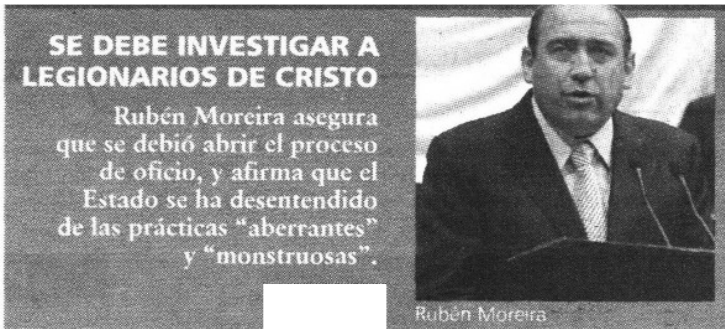 SE DEBE INVESTIGAR A
LEGIONARIOS DE CRISTO
Rubén Moreira asegura
que se debió abrir el proceso
de oficio, y afirma que el
Estado se ha desentendido
de las prácticas “aberrantes”
y “monstruosas”.
Rubén Moreira